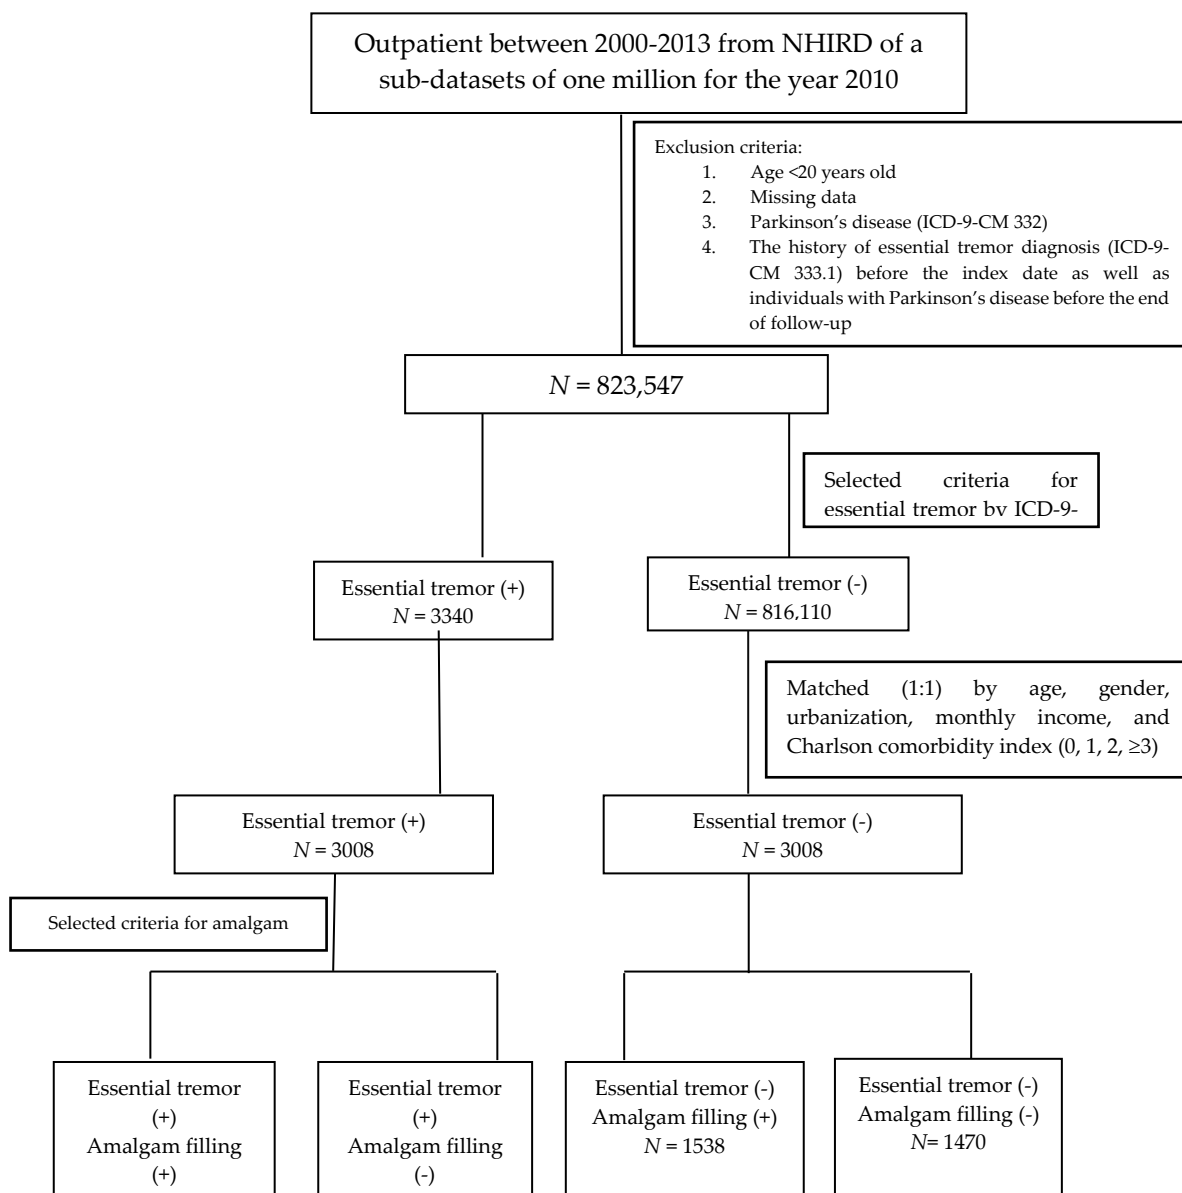 Outpatient between 2000-2013 from NHIRD of a
sub-datasets of one million for the year 2010
Exclusion criteria:
1. Age <20 years old
2. Missing data
3. Parkinson's disease (ICD-9-CM 332)
4. The history of essential tremor diagnosis (ICD-9-
CM 333.1) before the index date as well as
individuals with Parkinson's disease before the end
of follow-up
N = 823,547
Selected criteria for
essential tremor by ICD-9-
Essential tremor (+)
N = 3340
Essential tremor (-)
N = 816,110
Matched (1:1) by age, gender,
urbanization, monthly income, and
Charlson comorbidity index (0, 1, 2, ≥3)
Essential tremor (+)
N = 3008
Essential tremor (-)
N = 3008
Selected criteria for amalgam
Essential tremor
(+)
Amalgam filling
(+)
Essential tremor
(+)
Amalgam filling
(-)
Essential tremor (-)
Amalgam filling (+)
N = 1538
Essential tremor (-)
Amalgam filling (-)
N= 1470